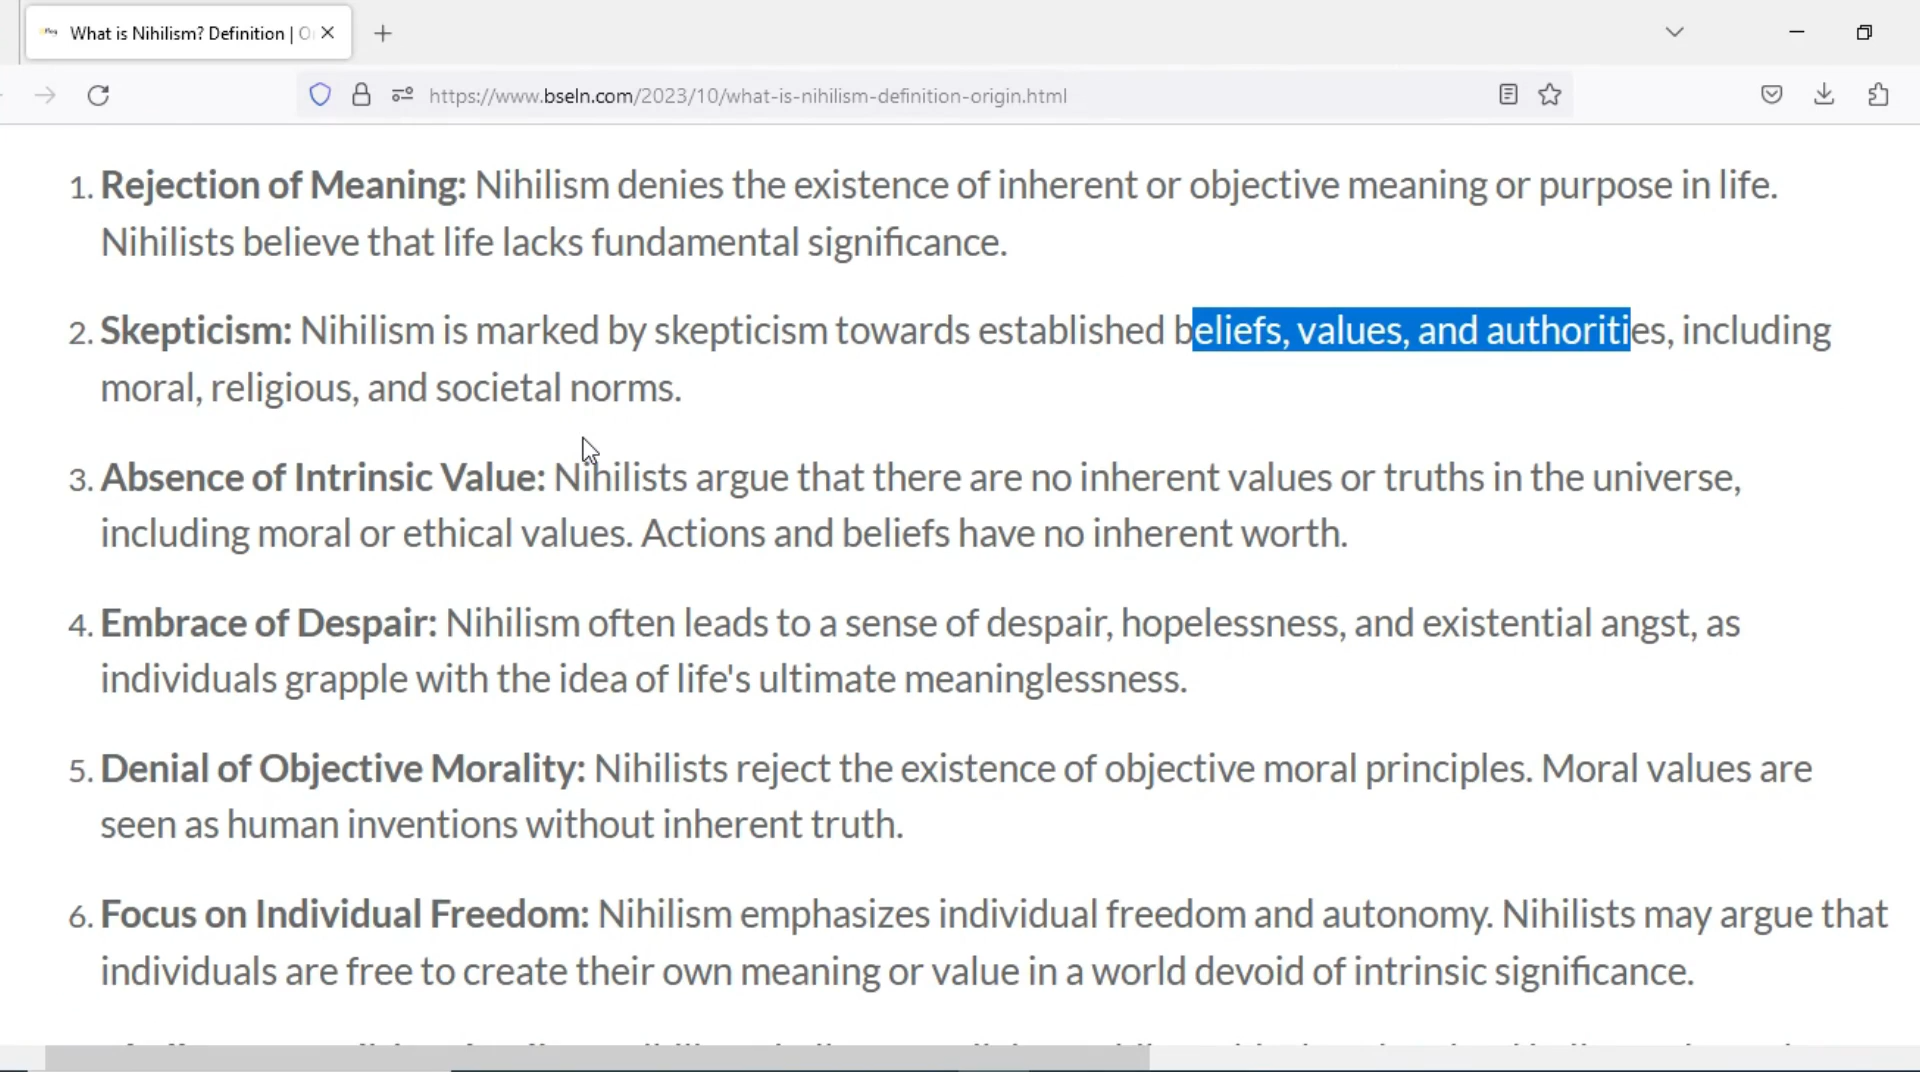 What is Nihilism? Definition | O
https://www.bseln.com/2023/10/what-is-nihilism-definition-origin.html
1. Rejection of Meaning: Nihilism denies the existence of inherent or objective meaning or purpose in life.
Nihilists believe that life lacks fundamental significance.
2. Skepticism: Nihilism is marked by skepticism towards established beliefs, values, and authorities, including
moral, religious, and societal norms.
3. Absence of Intrinsic Value: Nihilists argue that there are no inherent values or truths in the universe,
including moral or ethical values. Actions and beliefs have no inherent worth.
4. Embrace of Despair: Nihilism often leads to a sense of despair, hopelessness, and existential angst, as
individuals grapple with the idea of life's ultimate meaninglessness.
5. Denial of Objective Morality: Nihilists reject the existence of objective moral principles. Moral values are
seen as human inventions without inherent truth.
6. Focus on Individual Freedom: Nihilism emphasizes individual freedom and autonomy. Nihilists may argue that
individuals are free to create their own meaning or value in a world devoid of intrinsic significance.